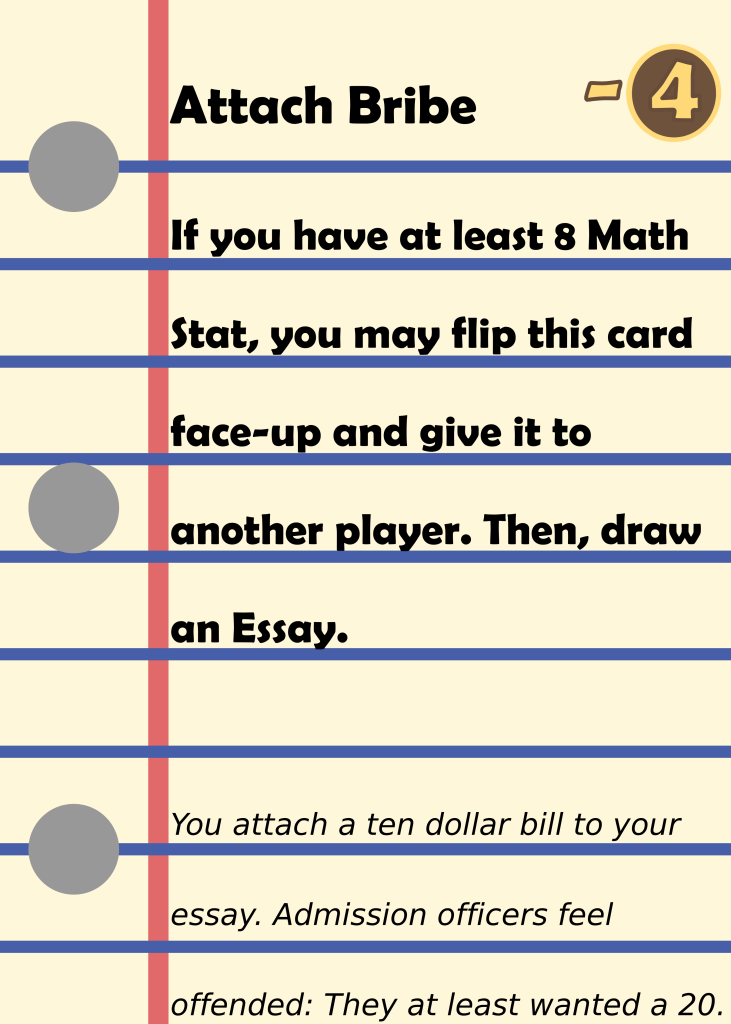 Attach Bribe
-4
If you have at least 8 Math
Stat, you may flip this card
face-up and give it to
another player. Then, draw
an Essay.
You attach a ten dollar bill to your
essay. Admission officers feel
offended: They at least wanted a 20.